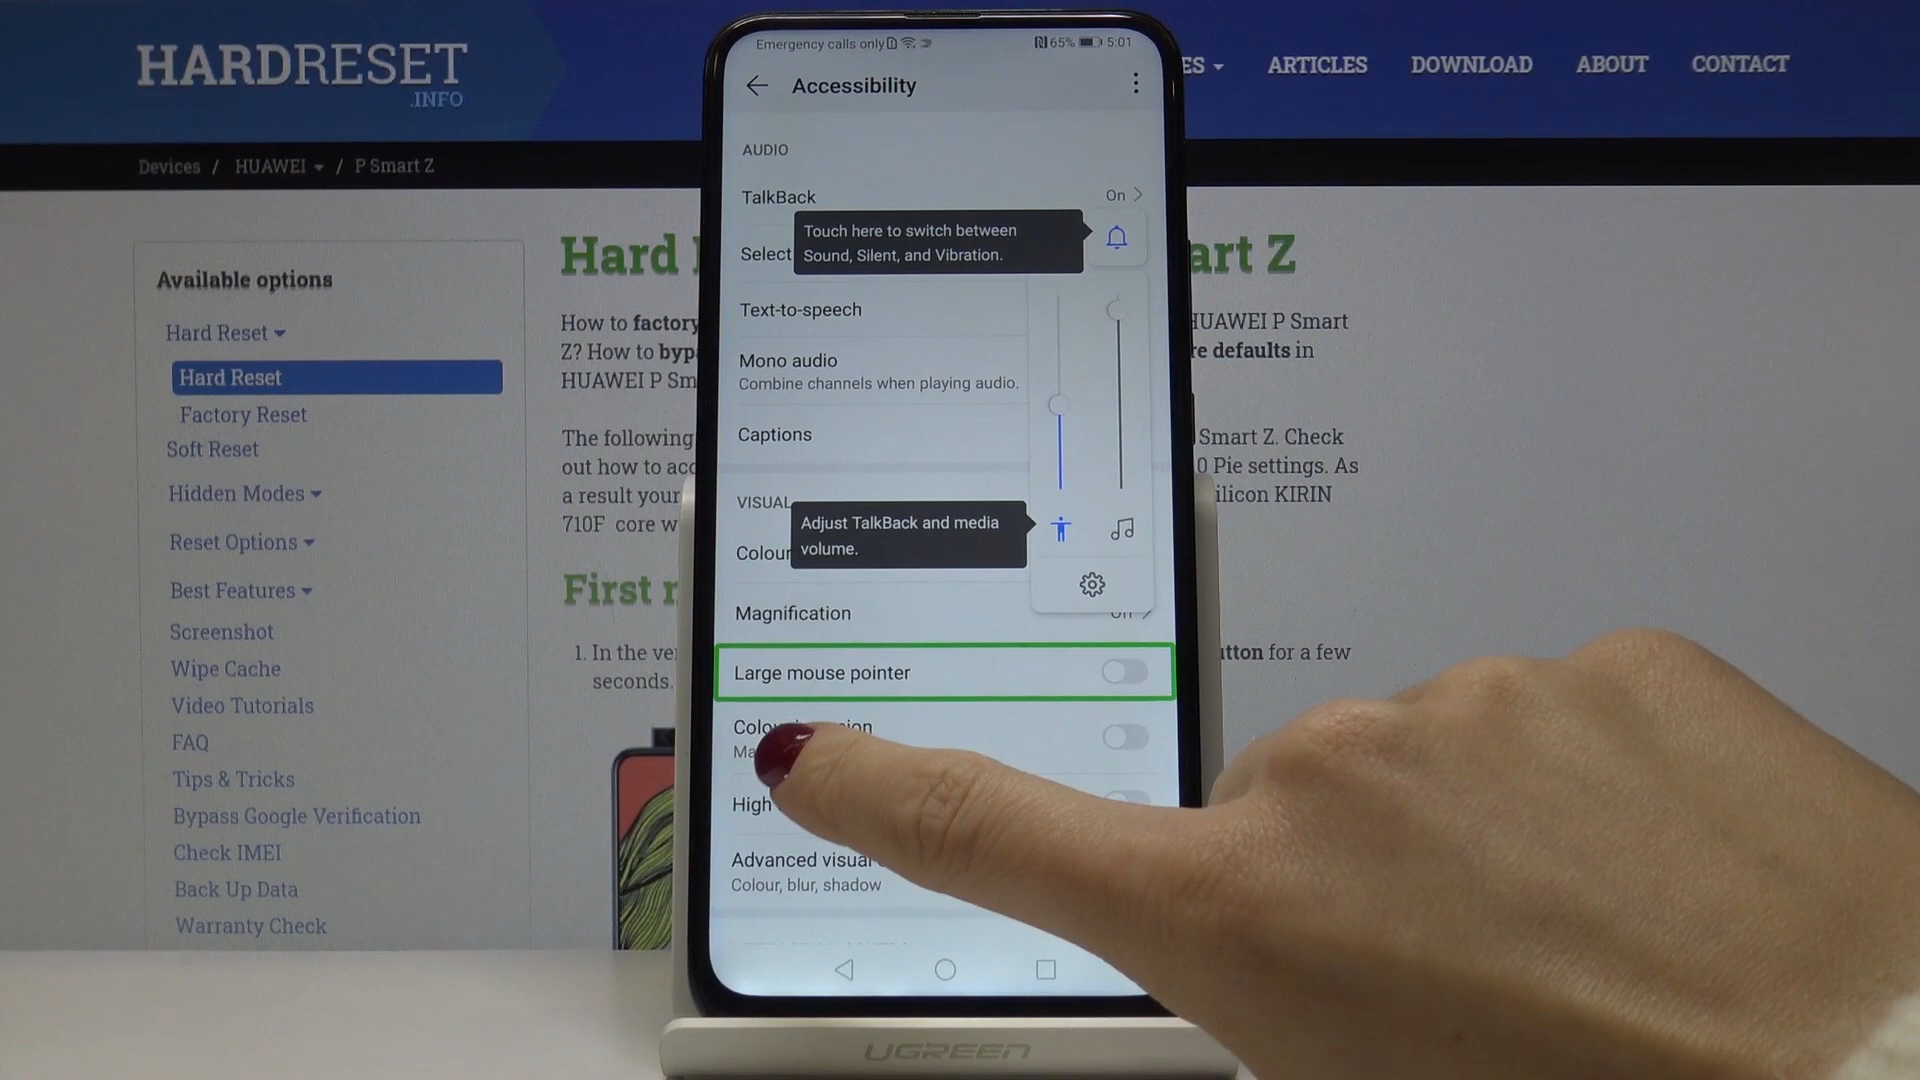 HARDRESET
.INFO
ES
ARTICLES
DOWNLOAD
ABOUT
CONTACT
Devices / HUAWEI / P Smart Z
Available options
Hard Reset
Hard Reset
Factory Reset
Soft Reset
Hidden Modes
Reset Options
Best Features
Screenshot
Wipe Cache
Video Tutorials
FAQ
Tips & Tricks
Bypass Google Verification
Check IMEI
Back Up Data
Warranty Check
Hard
art Z
How to factory
HUAWEI P Smart
Z? How to byp
re defaults in
HUAWEI P Sm
The following
Smart Z. Check
out how to acc
0 Pie settings. As
a result your
ilicon KIRIN
710F core w
First
1. In the ve
tton for a few
seconds.
Emergency calls only
65% 5:01
Accessibility
AUDIO
TalkBack
On
Touch here to switch between
Sound, Silent, and Vibration.
Select
Text-to-speech
Mono audio
Combine channels when playing audio.
Captions
VISUAL
Adjust TalkBack and media
volume.
Colour
Magnification
Large mouse pointer
High
Advanced visual
Colour, blur, shadow
UGREEN